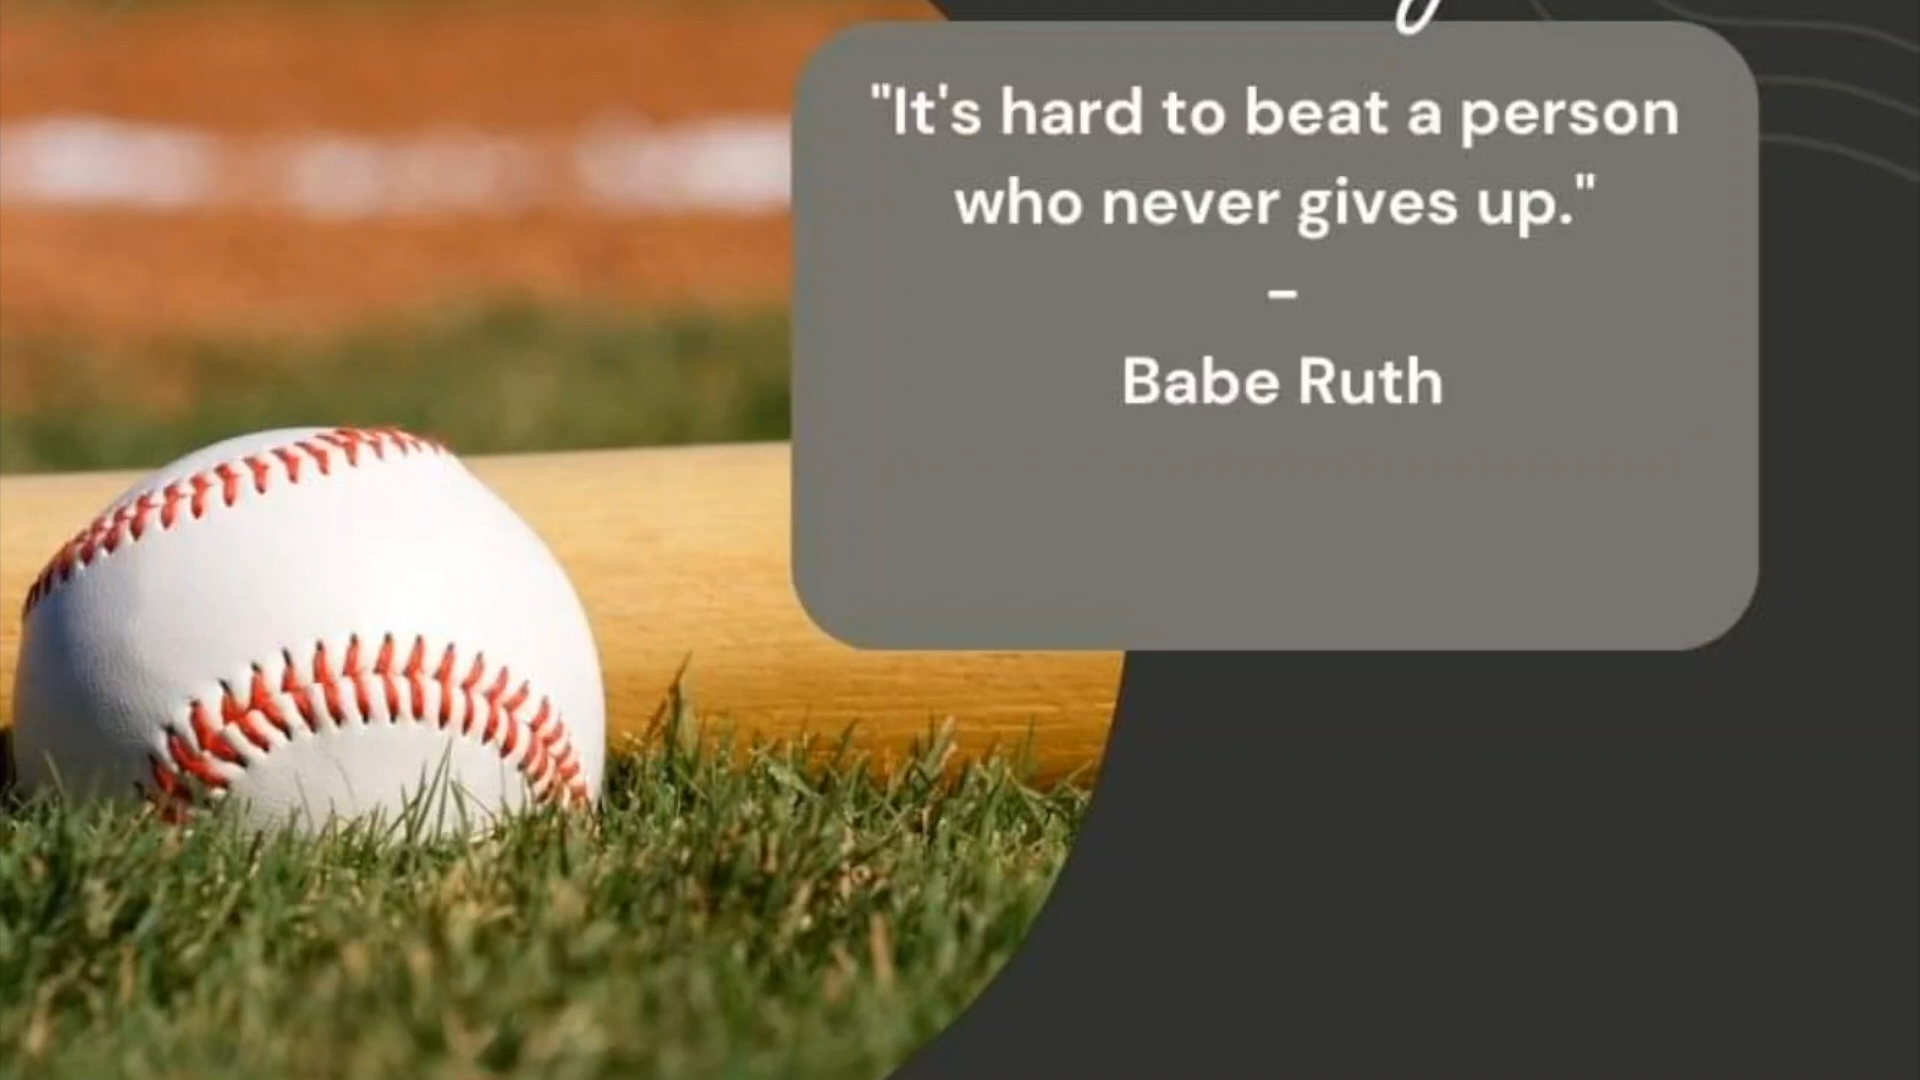 "It's hard to beat a person
who never gives up."
-
Babe Ruth